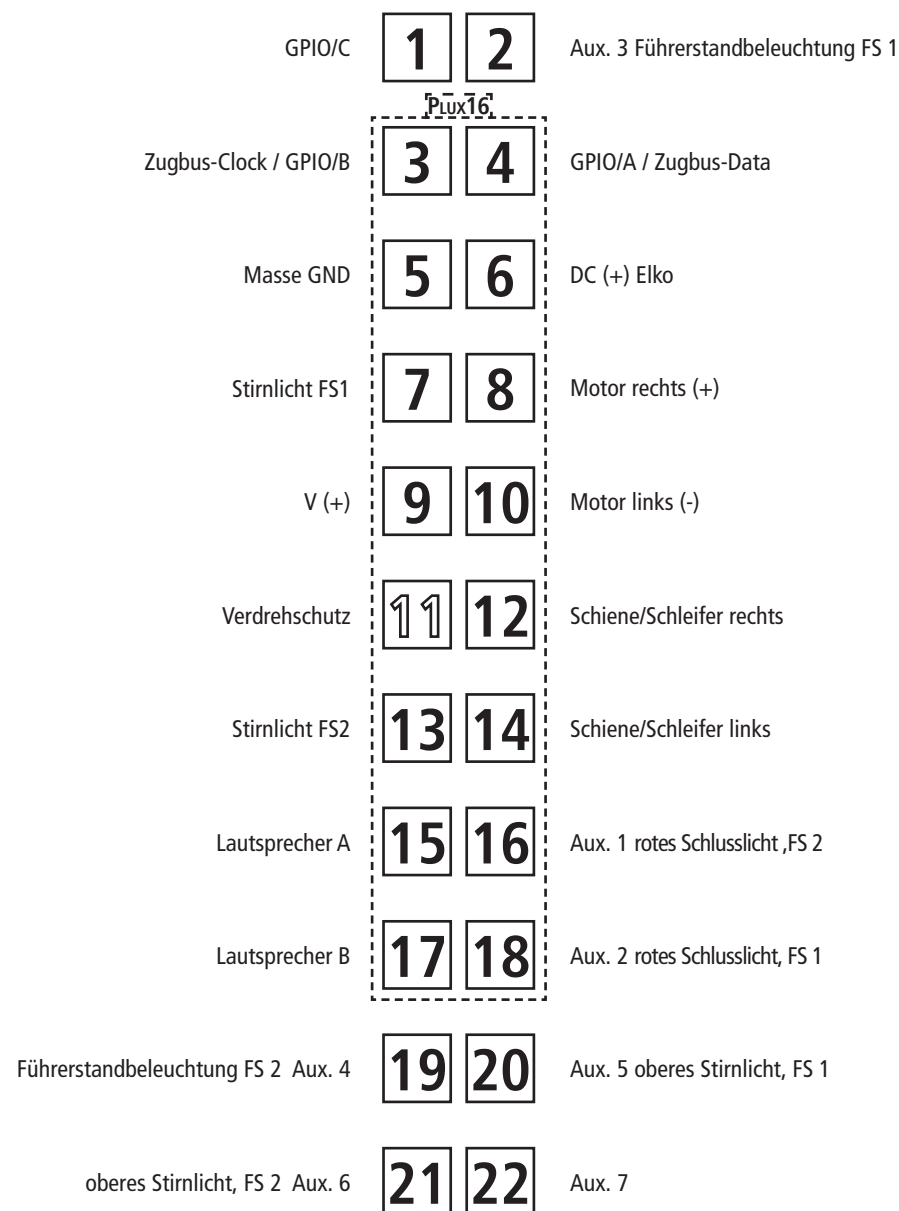 GPIO/C 1 2 Aux. 3 Führerstandbeleuchtung FS 1
PLUX16
Zugbus-Clock / GPIO/B 3 4 GPIO/A / Zugbus-Data
Masse GND 5 6 DC (+) Elko
Stirnlicht FS1 7 8 Motor rechts (+)
V (+) 9 10 Motor links (-)
Verdrehschutz 11 12 Schiene/Schleifer rechts
Stirnlicht FS2 13 14 Schiene/Schleifer links
Lautsprecher A 15 16 Aux. 1 rotes Schlusslicht ,FS 2
Lautsprecher B 17 18 Aux. 2 rotes Schlusslicht, FS 1
Führerstandbeleuchtung FS 2 Aux. 4 19 20 Aux. 5 oberes Stirnlicht, FS 1
oberes Stirnlicht, FS 2 Aux. 6 21 22 Aux. 7